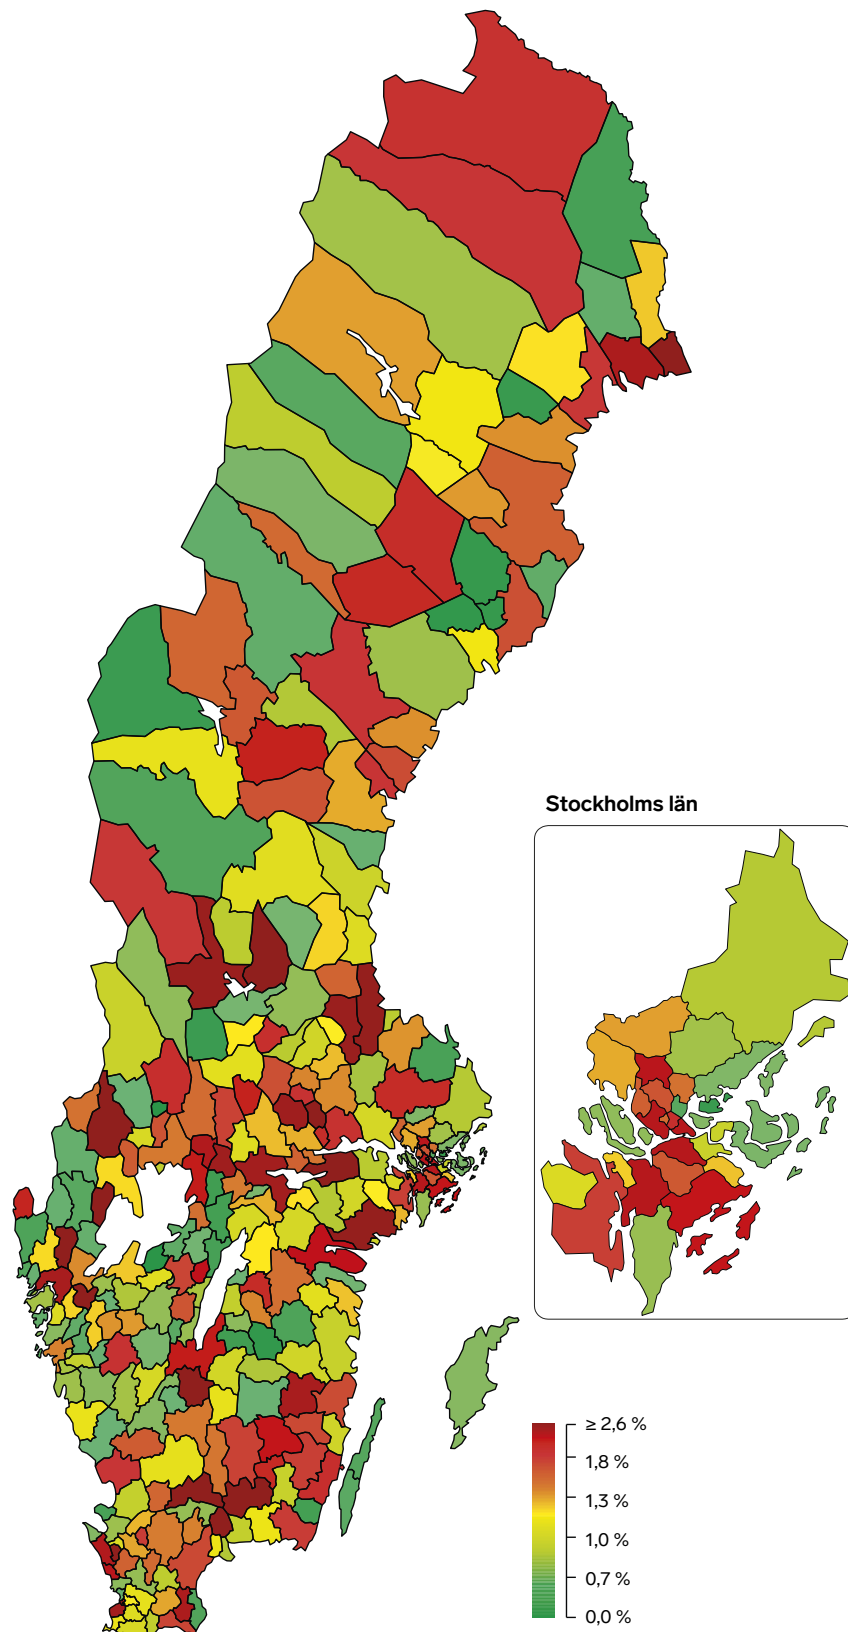 Stockholms län
≥ 2,6 %
1,8 %
1,3 %
1,0 %
0,7 %
0,0 %